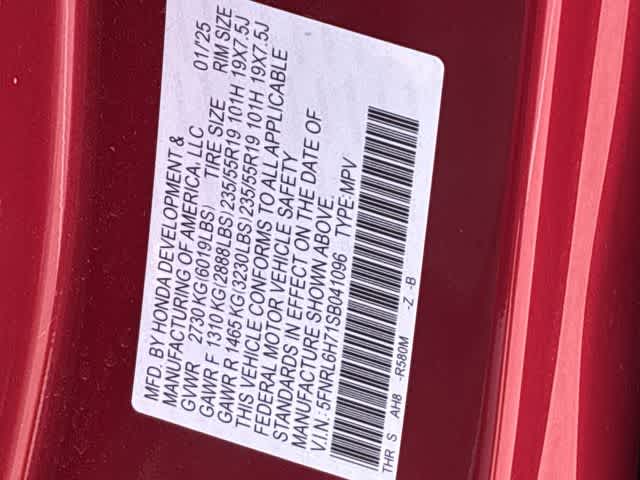 MFD. BY HONDA DEVELOPMENT &
MANUFACTURING OF AMERICA, LLC 01/25
GVWR 2730 KG(6019LBS) TIRE SIZE RIM SIZE
GAWR F 1310 KG(2888LBS)235/55R19 101H 19X7.5J
GAWR R 1465 KG(3230LBS)235/55R19 101H 19X7.5J
THIS VEHICLE CONFORMS TO ALL APPLICABLE
FEDERAL MOTOR VEHICLE SAFETY
STANDARDS IN EFFECT ON THE DATE OF
MANUFACTURE SHOWN ABOVE.
V.I.N.: 5FNRL6H71SB041096 TYPE:MPV
THR S AH8 -R580M -Z -B